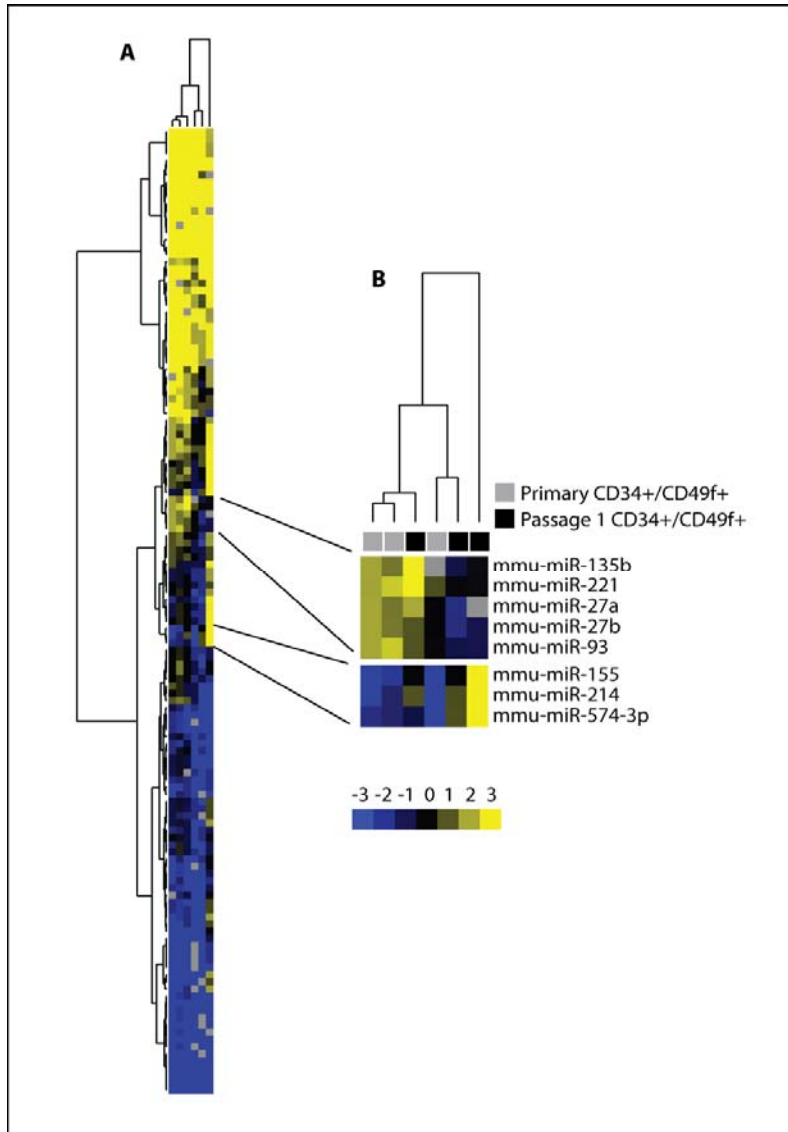 A
B
Primary CD34+/CD49f+
Passage 1 CD34+/CD49f+
mmu-miR-135b
mmu-miR-221
mmu-miR-27a
mmu-miR-27b
mmu-miR-93
mmu-miR-155
mmu-miR-214
mmu-miR-574-3p
-3 -2 -1 0 1 2 3